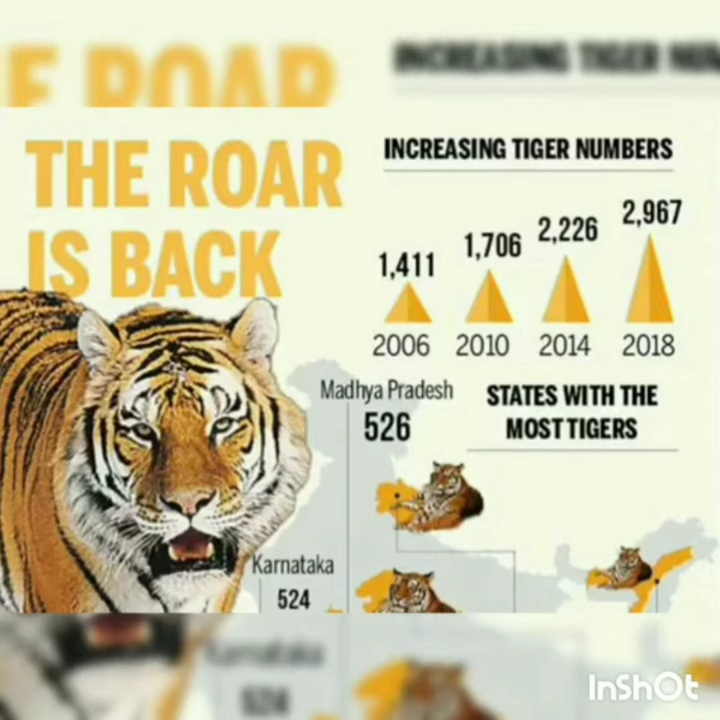 THE ROAR
IS BACK
INCREASING TIGER NUMBERS
1,411
1,706
2,226
2,967
2006 2010 2014 2018
Madhya Pradesh
526
STATES WITH THE
MOST TIGERS
Karnataka
524
InShOt